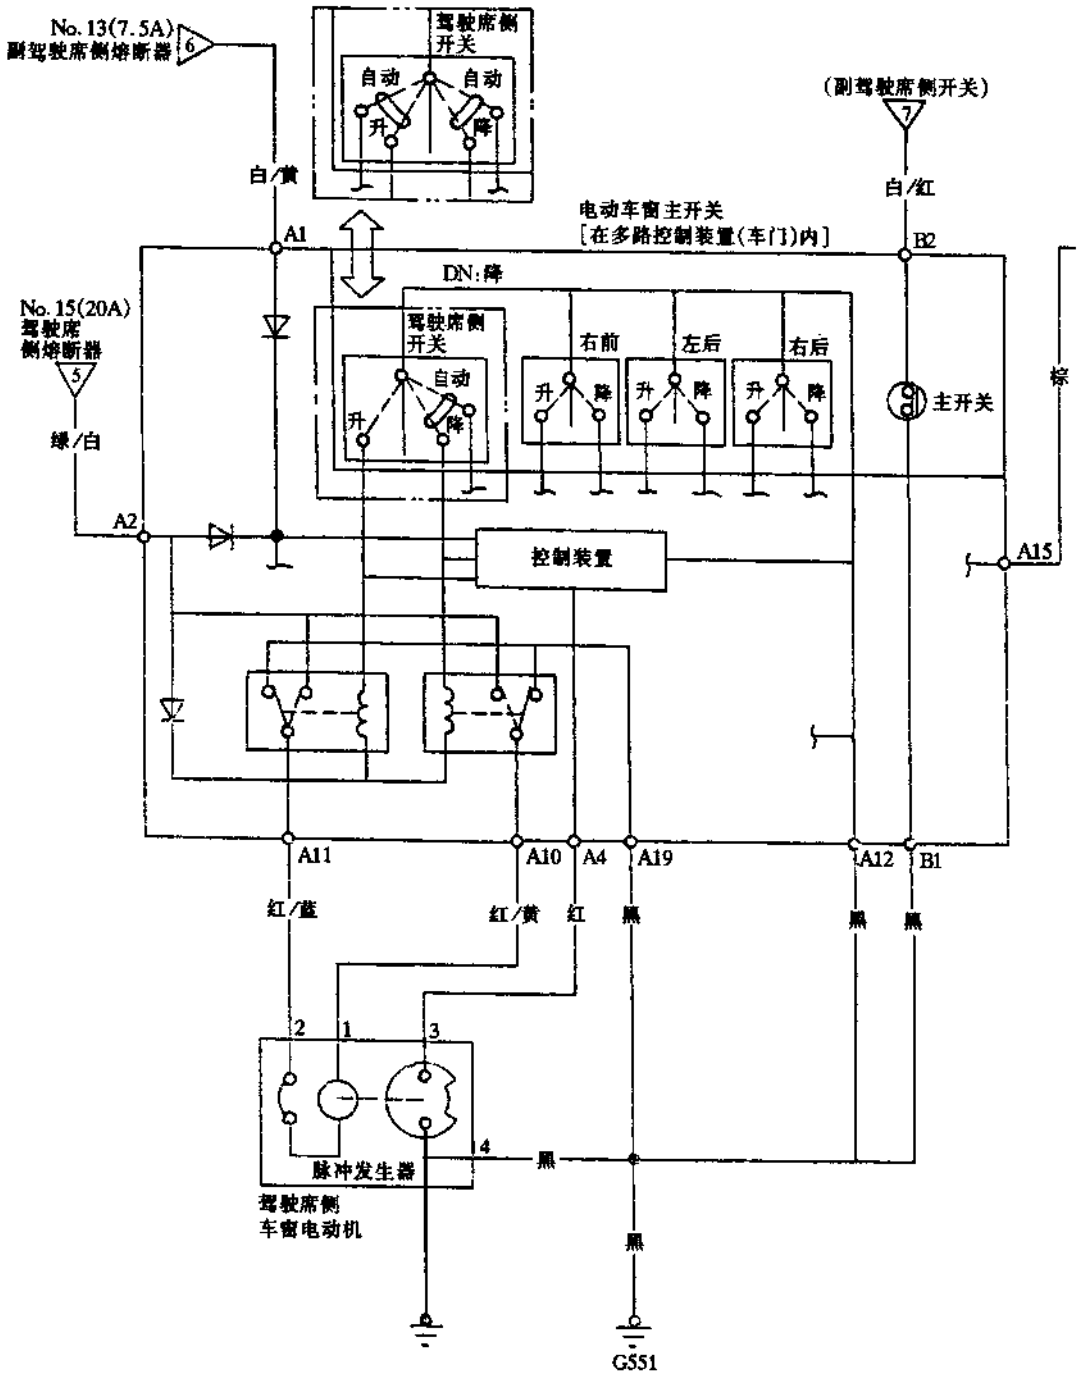 No.13(7.5A)
副驾驶席侧熔断器
6
驾驶席侧
开关
自动
自动
升
降
(副驾驶席侧开关)
7
白/黄
白/红
电动车窗主开关
[在多路控制装置(车门)内]
A1
B2
DN:降
No.15(20A)
驾驶席
侧熔断器
5
驾驶席侧
开关
自动
升
降
右前
升
降
左后
升
降
右后
升
降
主开关
棕
绿/白
A2
控制装置
A15
A11
A10
A4
A19
A12
B1
红/蓝
红/黄
红
黑
黑
黑
2
1
3
4
黑
脉冲发生器
驾驶席侧
车窗电动机
黑
G551